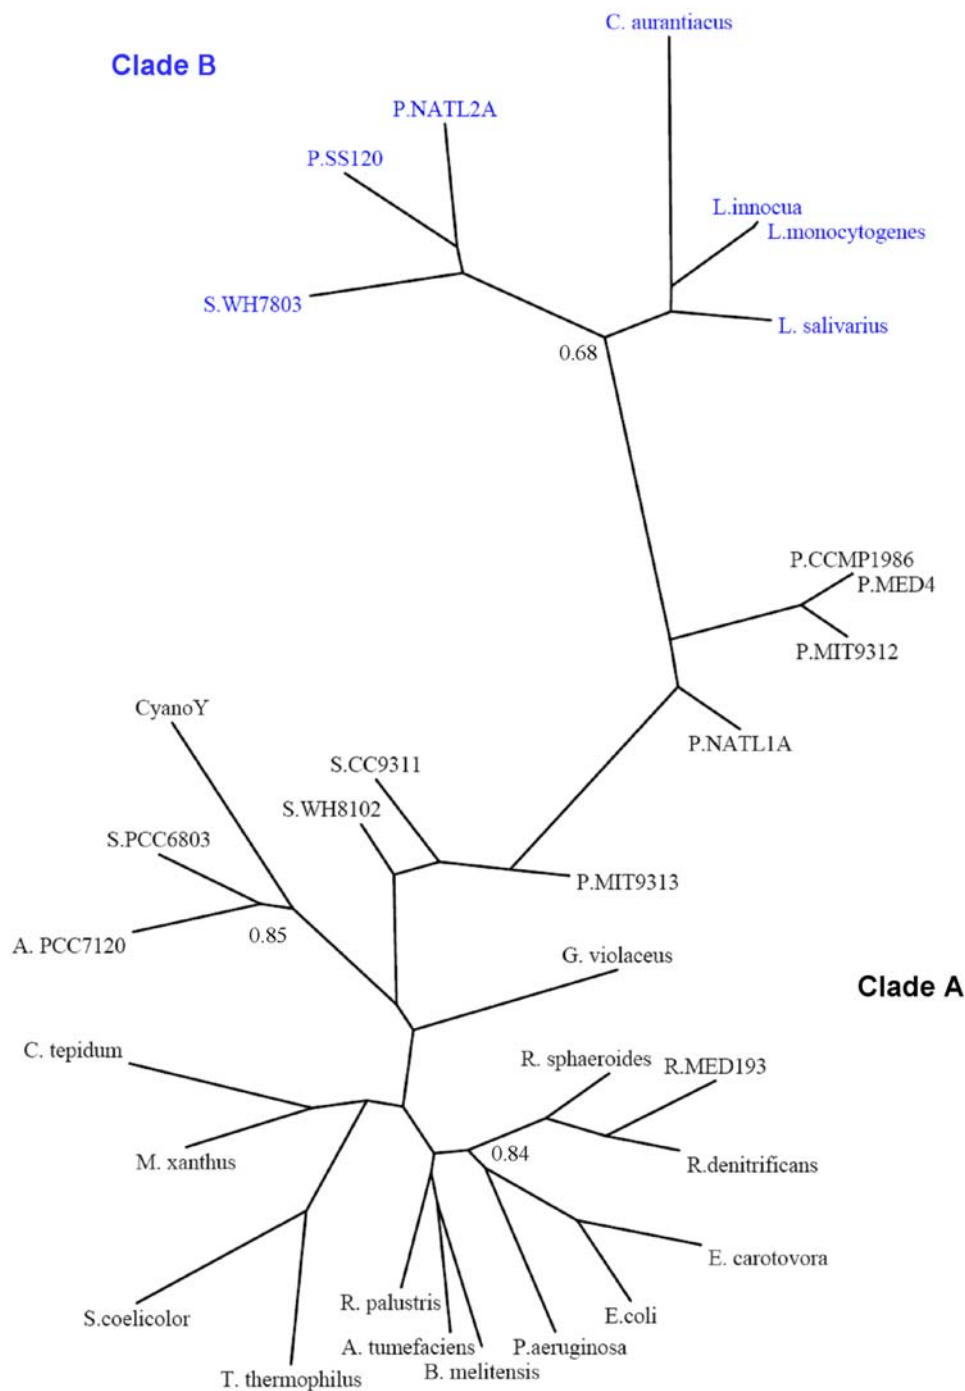 C. aurantiacus
Clade B
P.NATL2A
P.SS120
L.innocua
L.monocytogenes
S.WH7803
L. salivarius
0.68
P.CCMP1986
P.MED4
P.MIT9312
CyanoY
P.NATL1A
S.CC9311
S.WH8102
S.PCC6803
P.MIT9313
0.85
A. PCC7120
G. violaceus
Clade A
C. tepidum
R. sphaeroides
R.MED193
0.84
M. xanthus
R.denitrificans
E. carotovora
R. palustris
S.coelicolor
E.coli
A. tumefaciens
P.aeruginosa
B. melitensis
T. thermophilus